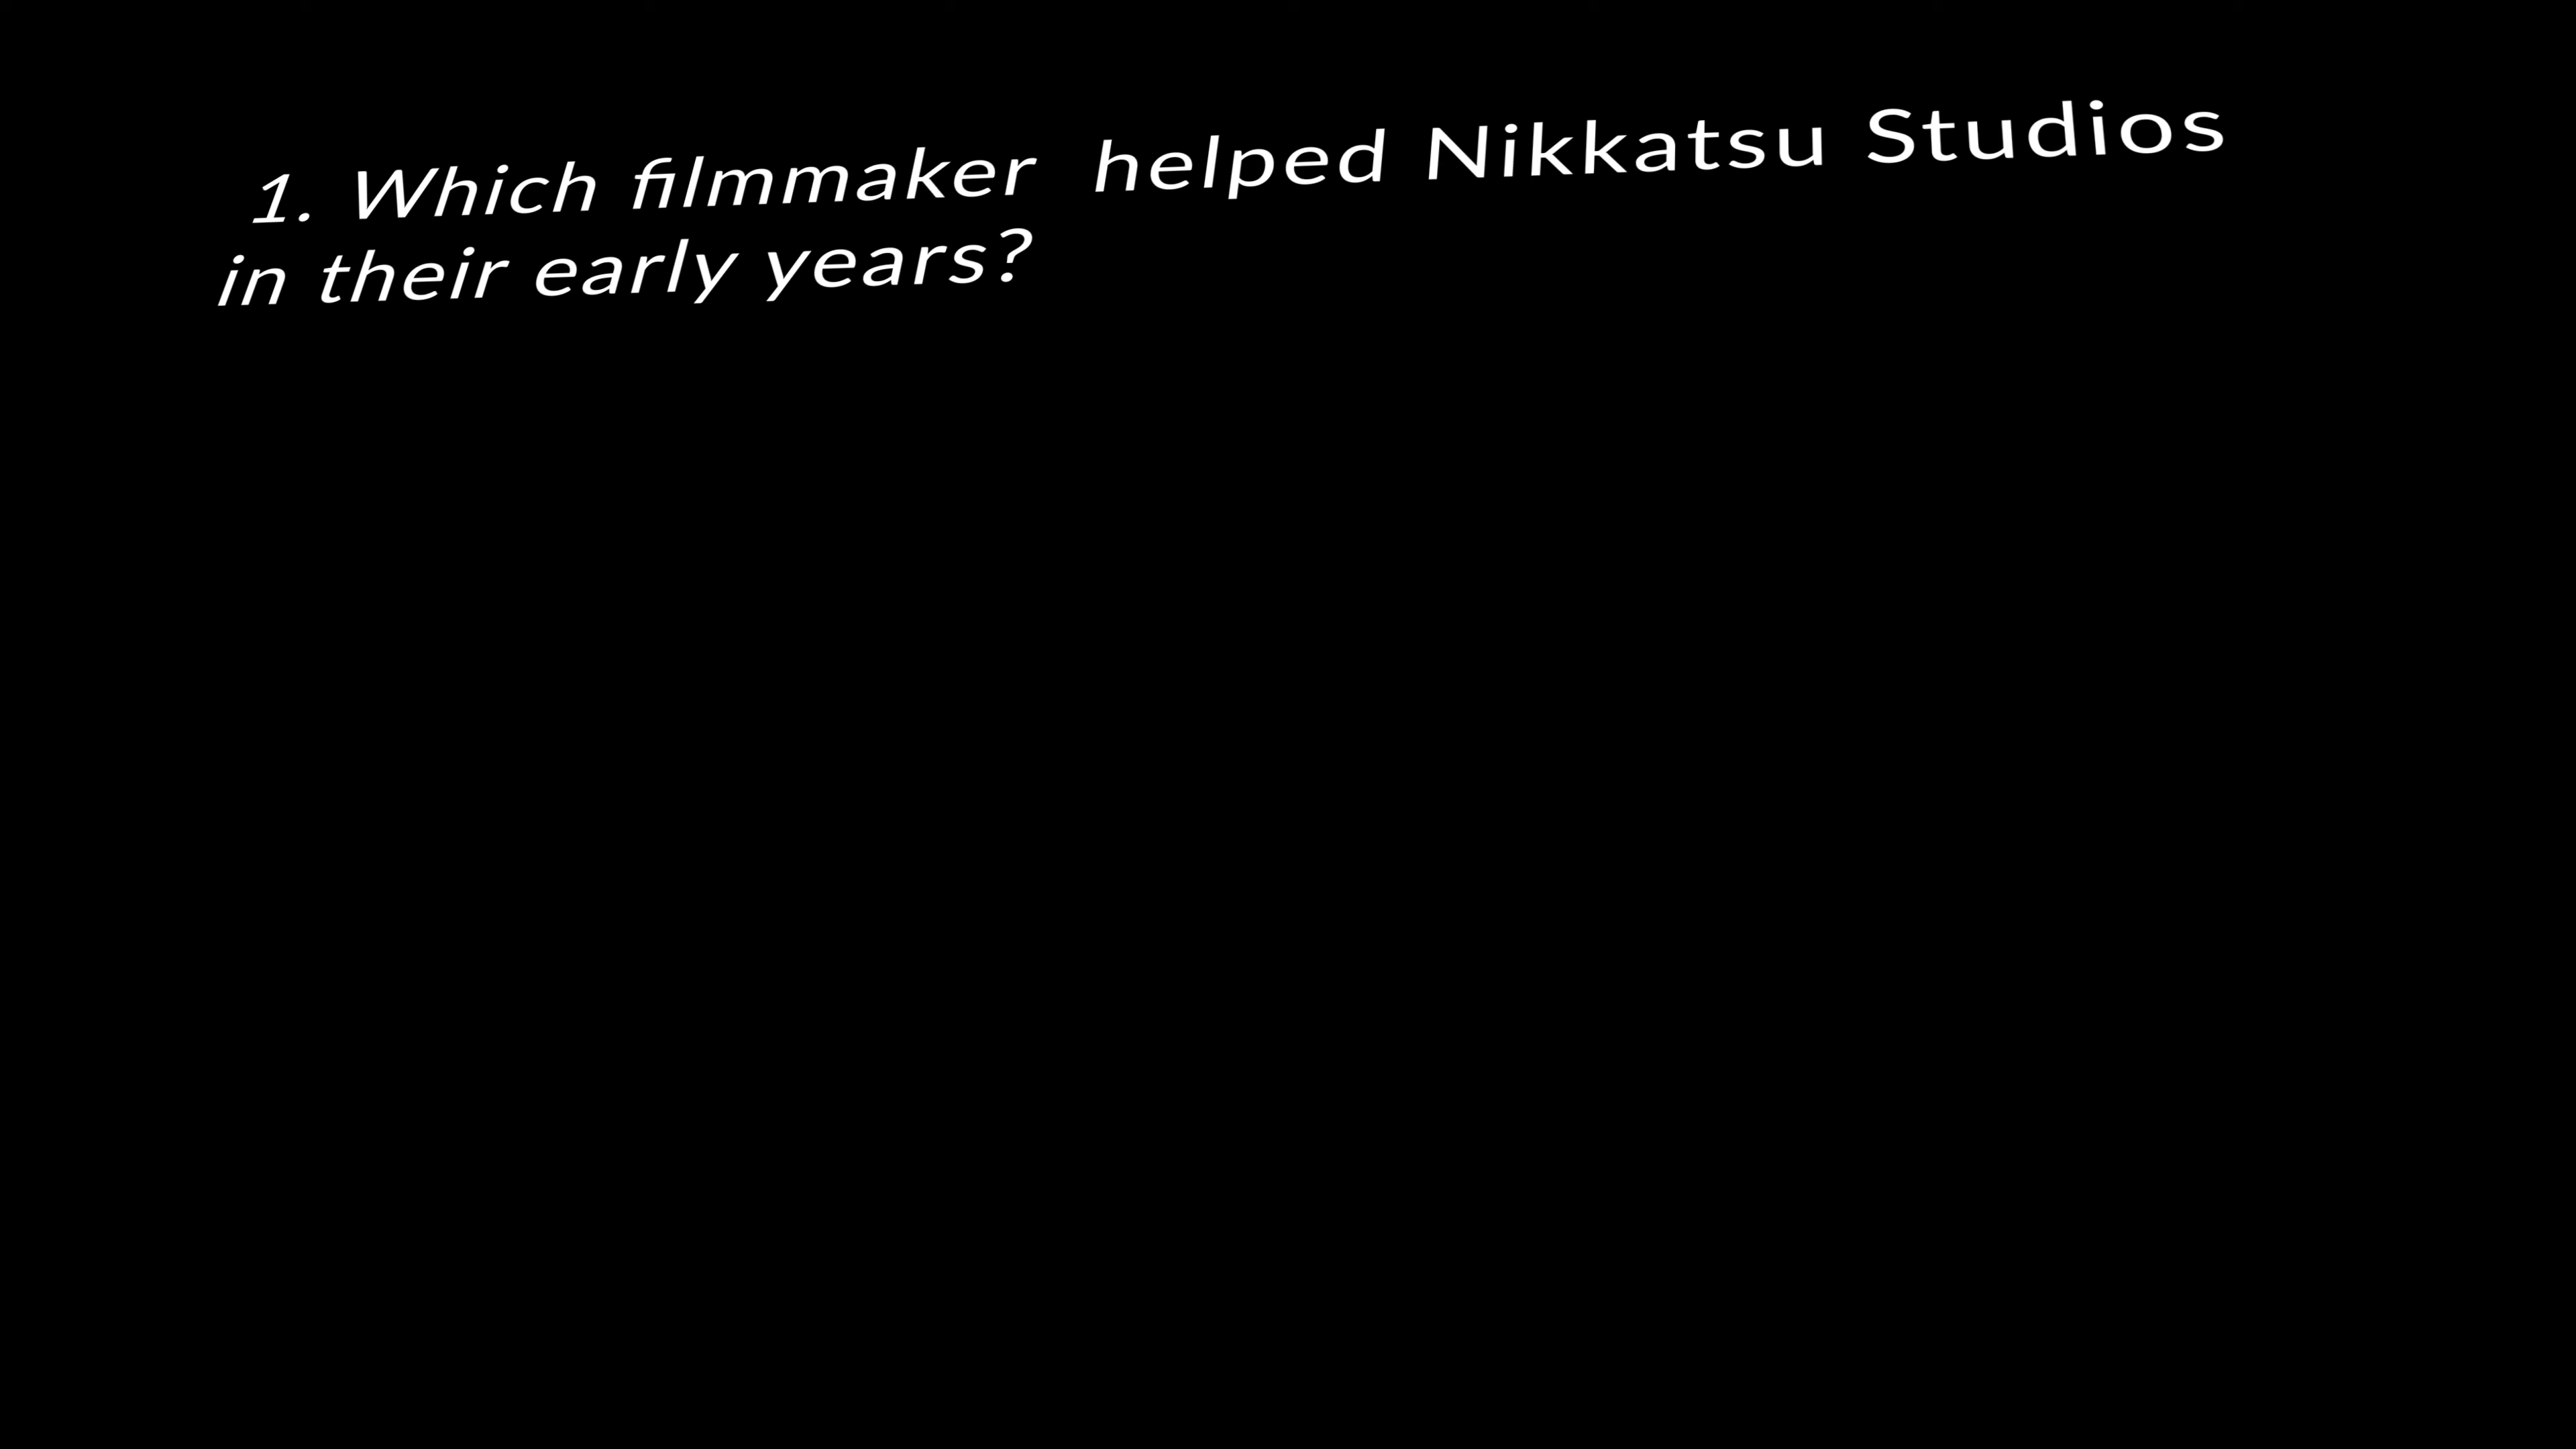 1. Which filmmaker  helped Nikkatsu Studios
in their early years?